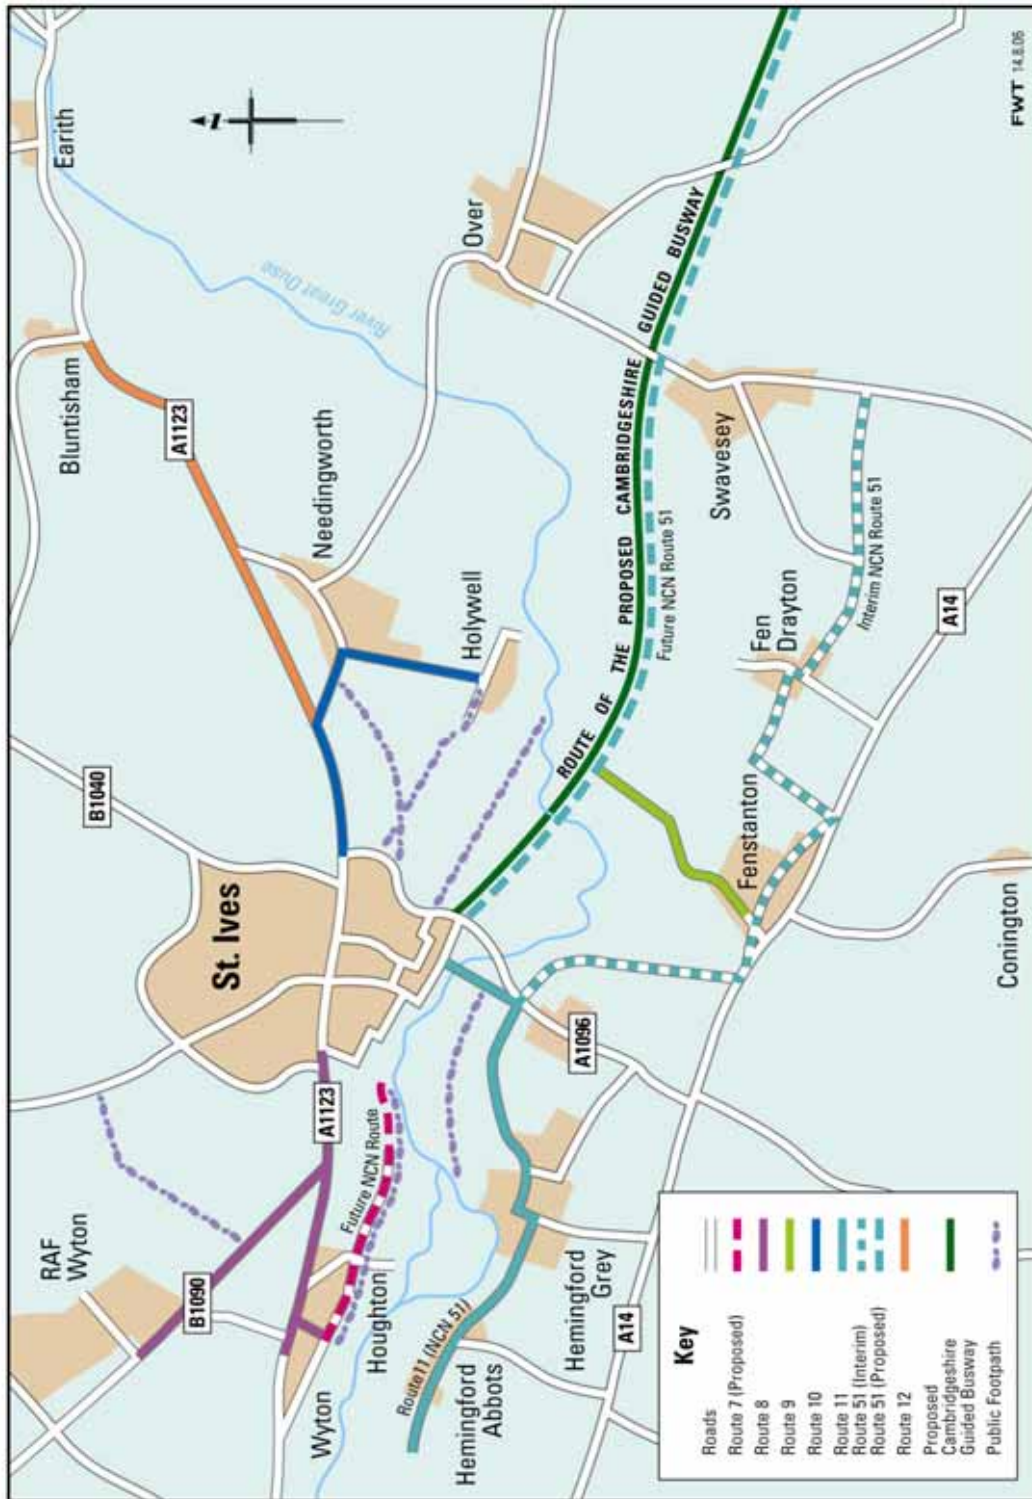 Earith
Bluntisham
A1123
River Great Ouse
Over
Needingworth
Holywell
B1040
St. Ives
RAF
Wyton
B1090
A1123
Future NCN Route
Wyton
Houghton
Route11 (NCN 51)
Hemingford
Abbots
Hemingford
Grey
A1096
A14
ROUTE OF THE PROPOSED CAMBRIDGESHIRE GUIDED BUSWAY
Future NCN Route 51
Swavesey
Interim NCN Route 51
Fen
Drayton
A14
Fenstanton
Conington
Key
Roads
Route 7 (Proposed)
Route 8
Route 9
Route 10
Route 11
Route 51 (Interim)
Route 51 (Proposed)
Route 12
Proposed
Cambridgeshire
Guided Busway
Public Footpath
FWT 14.8.06